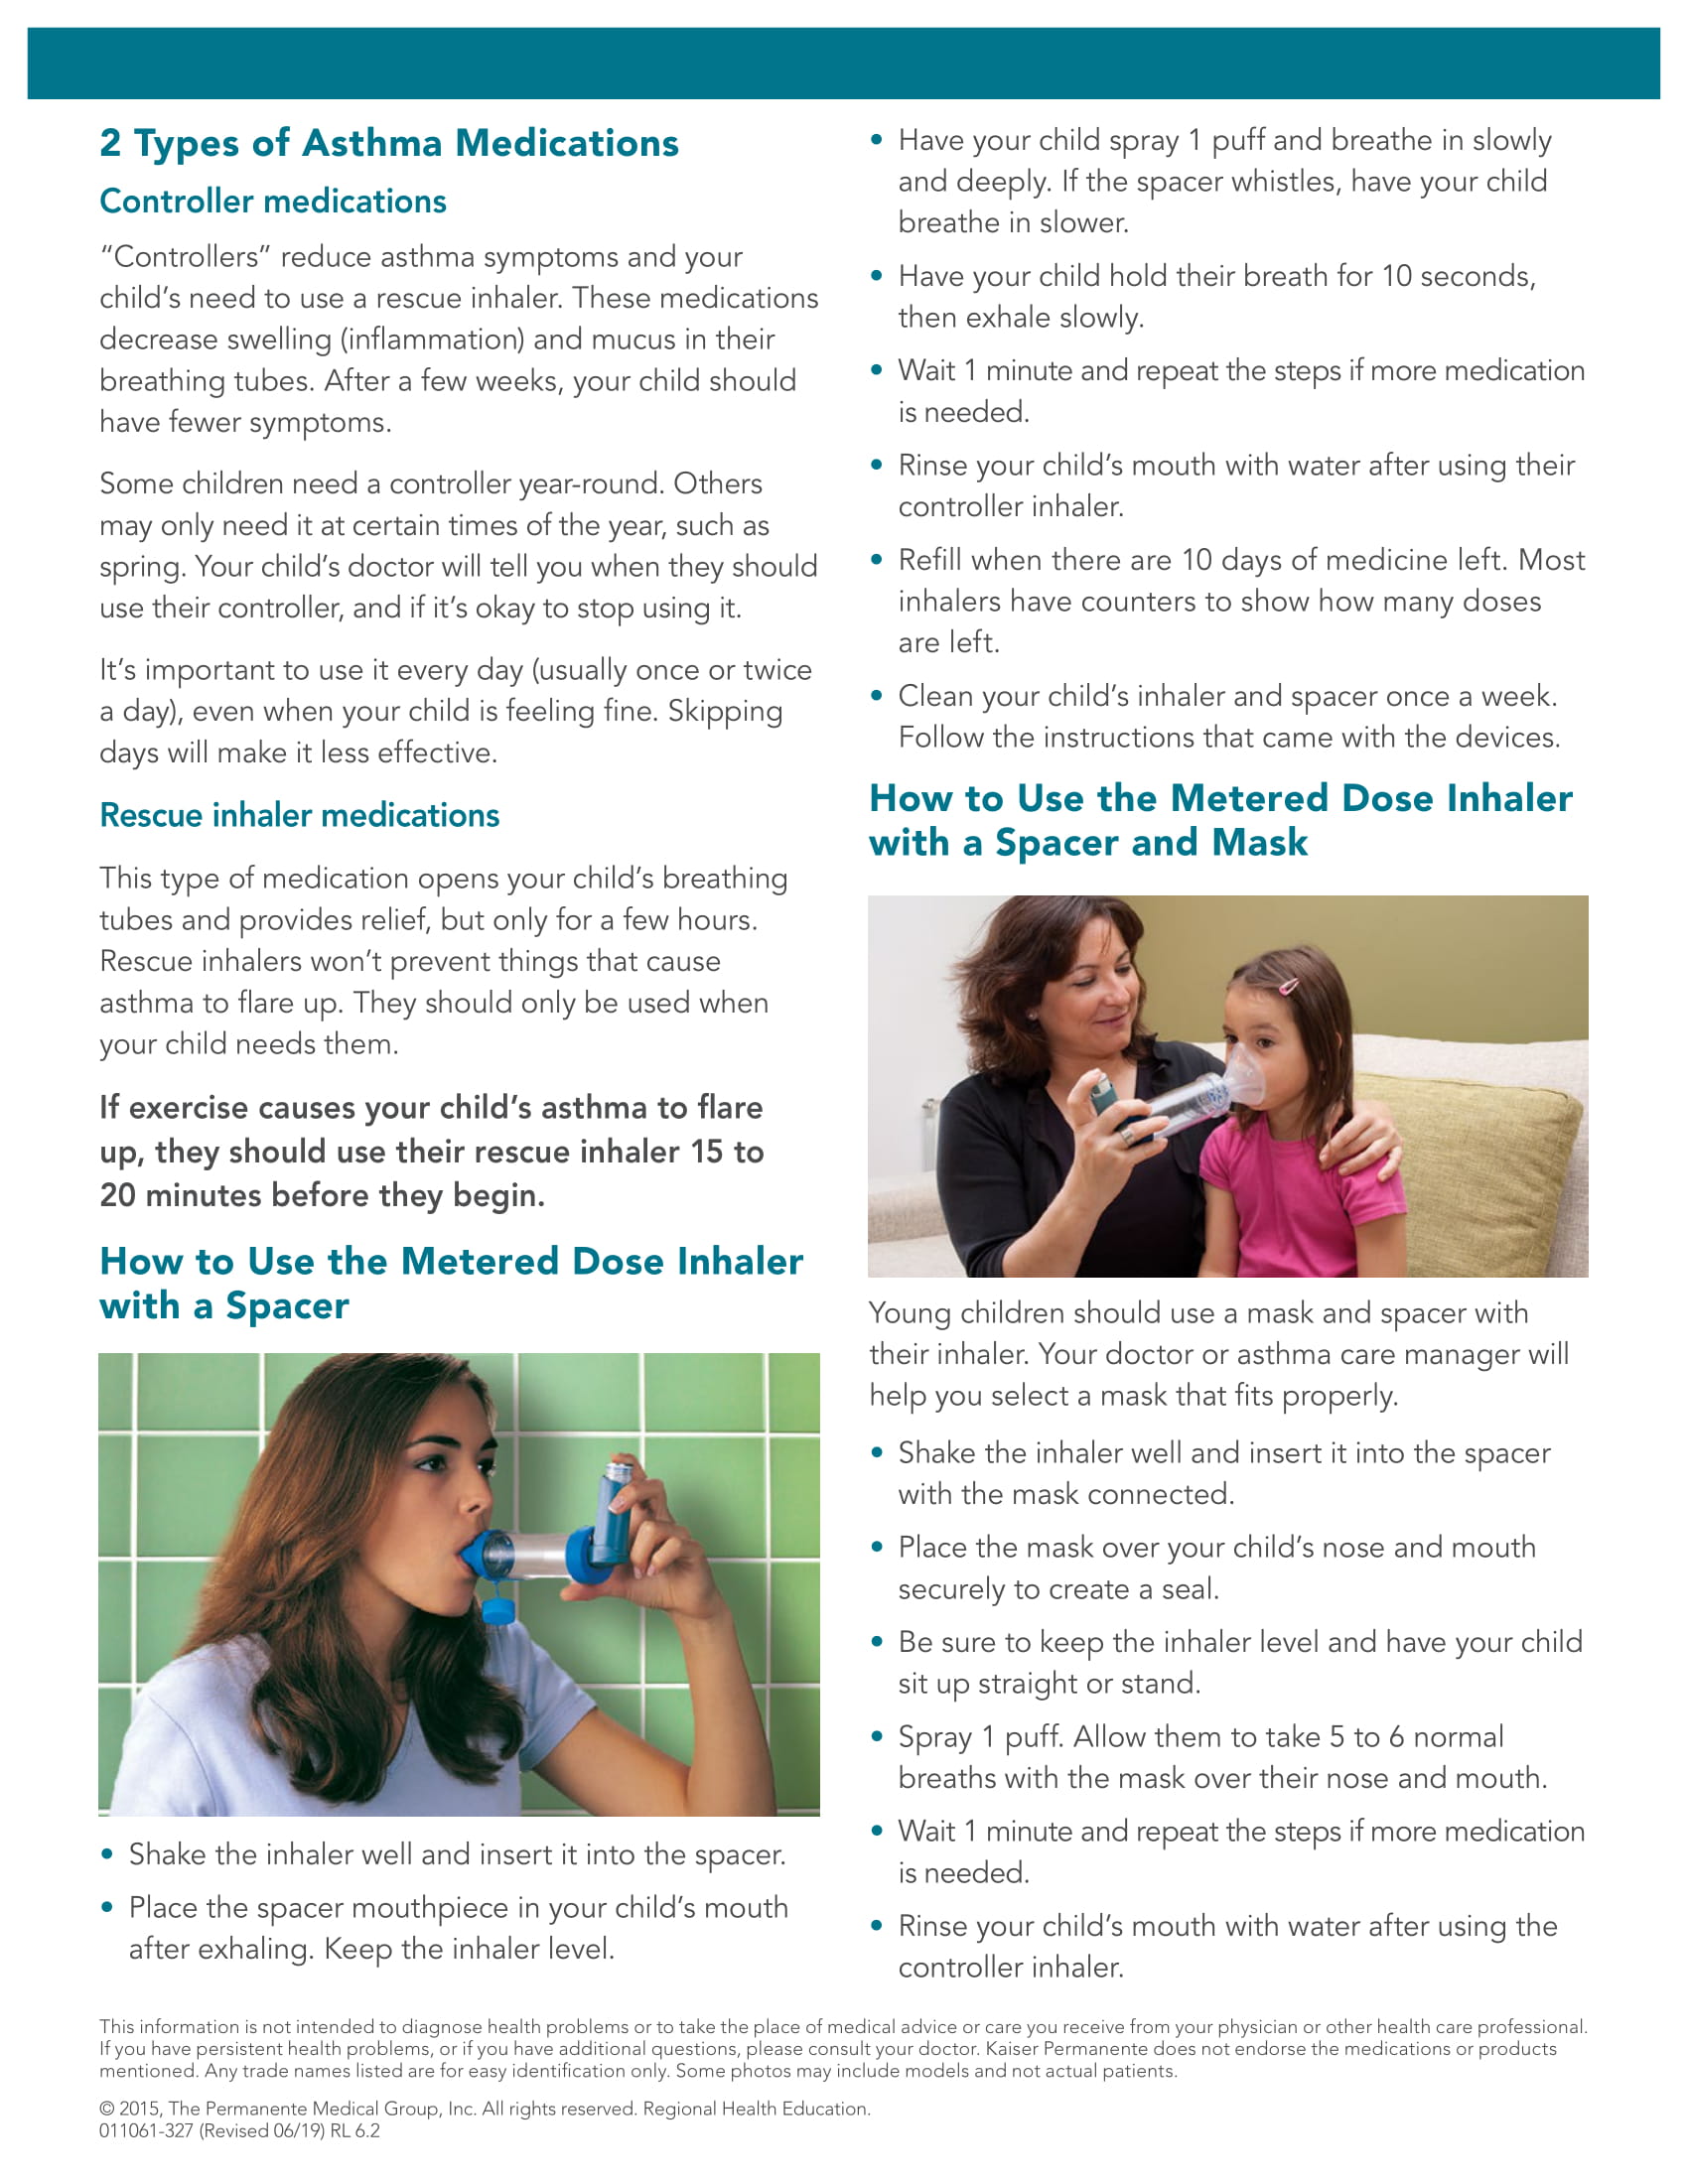 2 Types of Asthma Medications
Controller medications
“Controllers” reduce asthma symptoms and your
child’s need to use a rescue inhaler. These medications
decrease swelling (inflammation) and mucus in their
breathing tubes. After a few weeks, your child should
have fewer symptoms.
Some children need a controller year-round. Others
may only need it at certain times of the year, such as
spring. Your child’s doctor will tell you when they should
use their controller, and if it’s okay to stop using it.
It’s important to use it every day (usually once or twice
a day), even when your child is feeling fine. Skipping
days will make it less effective.
Rescue inhaler medications
This type of medication opens your child’s breathing
tubes and provides relief, but only for a few hours.
Rescue inhalers won’t prevent things that cause
asthma to flare up. They should only be used when
your child needs them.
If exercise causes your child’s asthma to flare
up, they should use their rescue inhaler 15 to
20 minutes before they begin.
How to Use the Metered Dose Inhaler
with a Spacer
• Shake the inhaler well and insert it into the spacer.
• Place the spacer mouthpiece in your child’s mouth
after exhaling. Keep the inhaler level.
• Have your child spray 1 puff and breathe in slowly
and deeply. If the spacer whistles, have your child
breathe in slower.
• Have your child hold their breath for 10 seconds,
then exhale slowly.
• Wait 1 minute and repeat the steps if more medication
is needed.
• Rinse your child’s mouth with water after using their
controller inhaler.
• Refill when there are 10 days of medicine left. Most
inhalers have counters to show how many doses
are left.
• Clean your child’s inhaler and spacer once a week.
Follow the instructions that came with the devices.
How to Use the Metered Dose Inhaler
with a Spacer and Mask
Young children should use a mask and spacer with
their inhaler. Your doctor or asthma care manager will
help you select a mask that fits properly.
• Shake the inhaler well and insert it into the spacer
with the mask connected.
• Place the mask over your child’s nose and mouth
securely to create a seal.
• Be sure to keep the inhaler level and have your child
sit up straight or stand.
• Spray 1 puff. Allow them to take 5 to 6 normal
breaths with the mask over their nose and mouth.
• Wait 1 minute and repeat the steps if more medication
is needed.
• Rinse your child’s mouth with water after using the
controller inhaler.
This information is not intended to diagnose health problems or to take the place of medical advice or care you receive from your physician or other health care professional.
If you have persistent health problems, or if you have additional questions, please consult your doctor. Kaiser Permanente does not endorse the medications or products
mentioned. Any trade names listed are for easy identification only. Some photos may include models and not actual patients.
© 2015, The Permanente Medical Group, Inc. All rights reserved. Regional Health Education.
011061-327 (Revised 06/19) RL 6.2